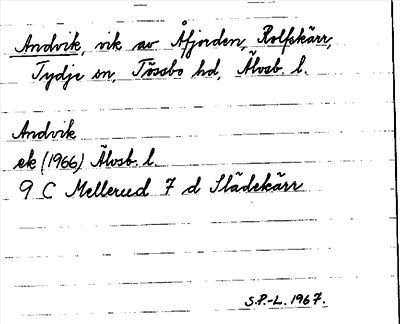 Andvik, vik av Åfjorden, Rolfskärr,
Tydje sn, Tössbo hd, Älvsb. l.
Andvik
ek (1966) Älvsb. l.
9 C Mellerud 7 d Slädekärr
S.P.-L. 1967.